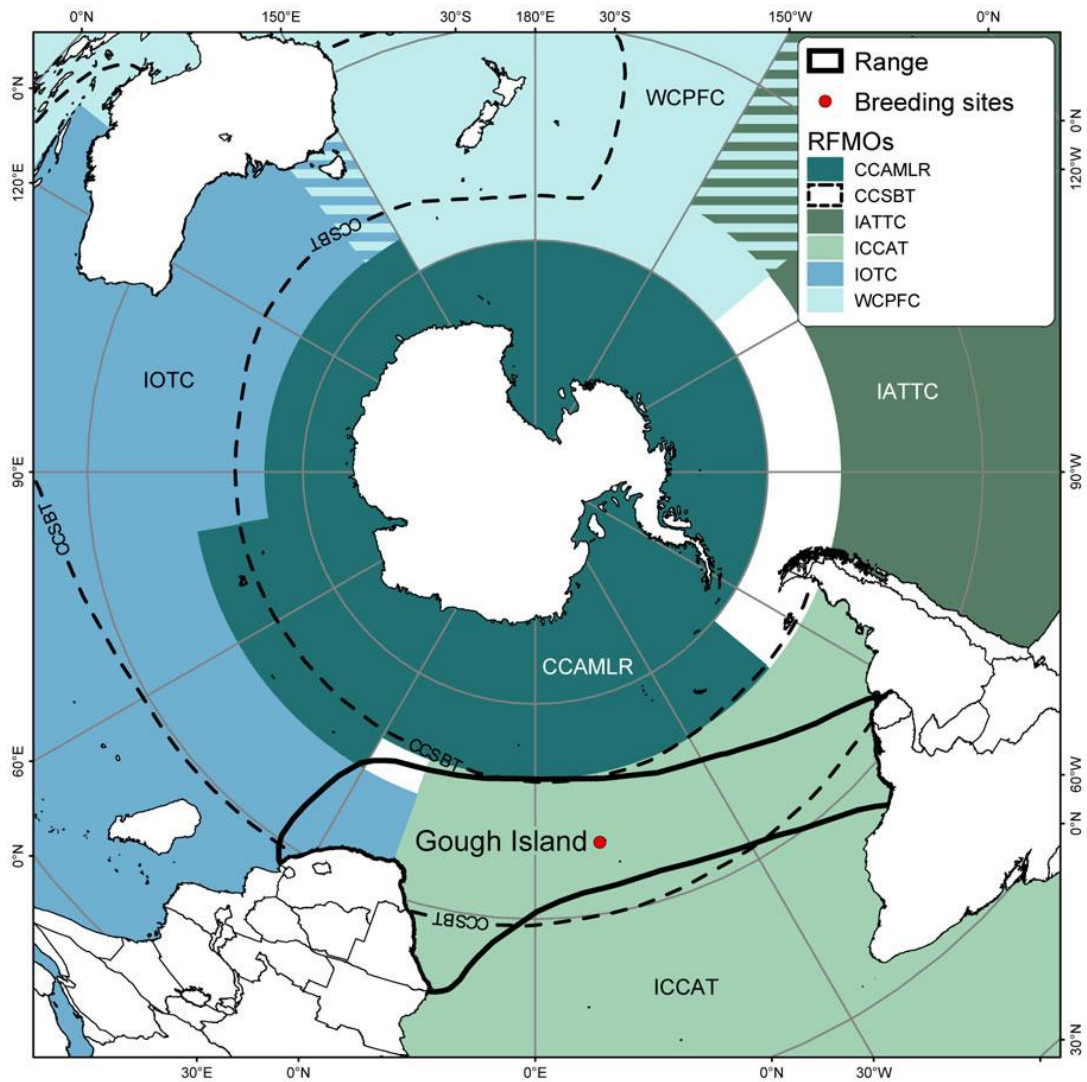 0°N 150°E 30°S 180°E 30°S 150°W 0°N
Range
Breeding sites
RFMOs
CCAMLR
CCSBT
IATTC
ICCAT
IOTC
WCPFC
WCPFC
0°N
0°N
120°E
120°W
CCSBT
IOTC
IATTC
90°E
90°W
CCSBT
CCAMLR
CCSBT
60°E
60°W
0°N
0°N
Gough Island
CCSBT
ICCAT
30°N
30°E 0°N 0°E 0°N 30°W